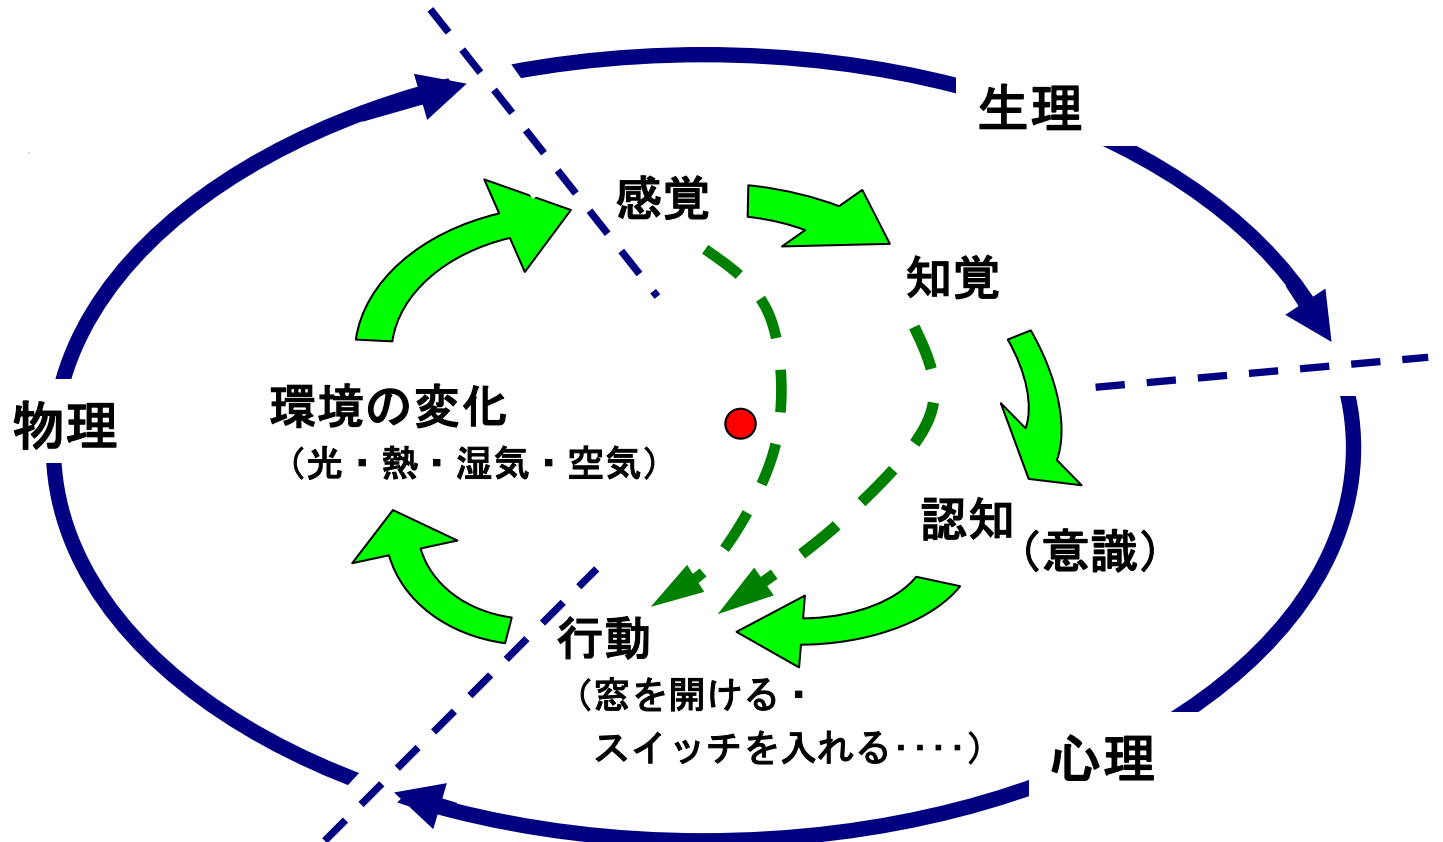 生理
感覚
知覚
環境の変化
（光・熱・湿気・空気）
物理
認知
（意識）
行動
（窓を開ける・
スイッチを入れる････）
心理